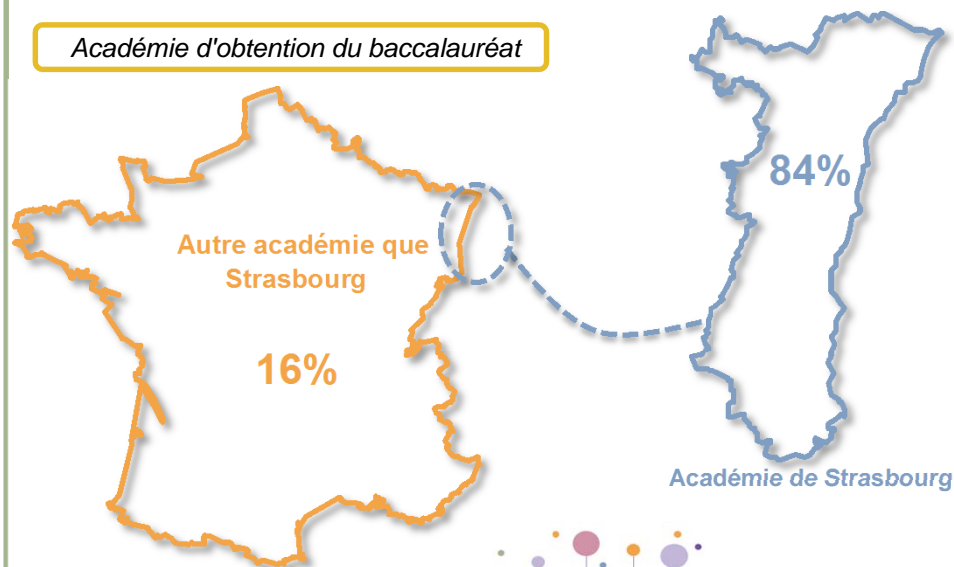 Académie d'obtention du baccalauréat
84%
Autre académie que
Strasbourg
16%
Académie de Strasbourg